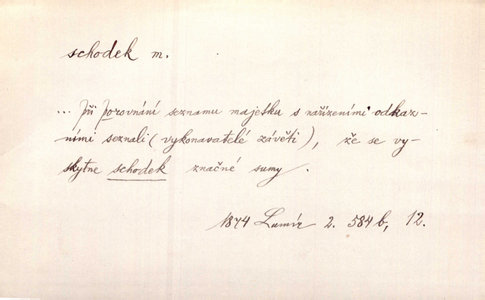 schodek m.
... při porovnání seznamu majetku s nařízeními odkaz-
ními seznali (vykonavatelé závěti), že se vy-
skytne schodek značné sumy.
1874 Lumír 2. 584 b, 12.